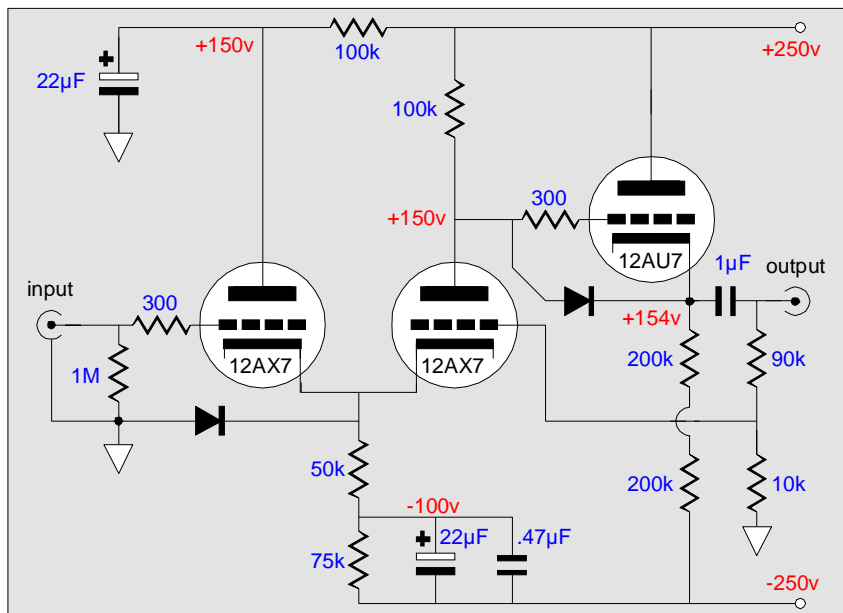 +150v
100k
+250v
22µF
100k
300
+150v
12AU7
1µF
output
input
300
+154v
12AX7
12AX7
1M
200k
90k
50k
200k
10k
-100v
22µF
.47µF
75k
-250v